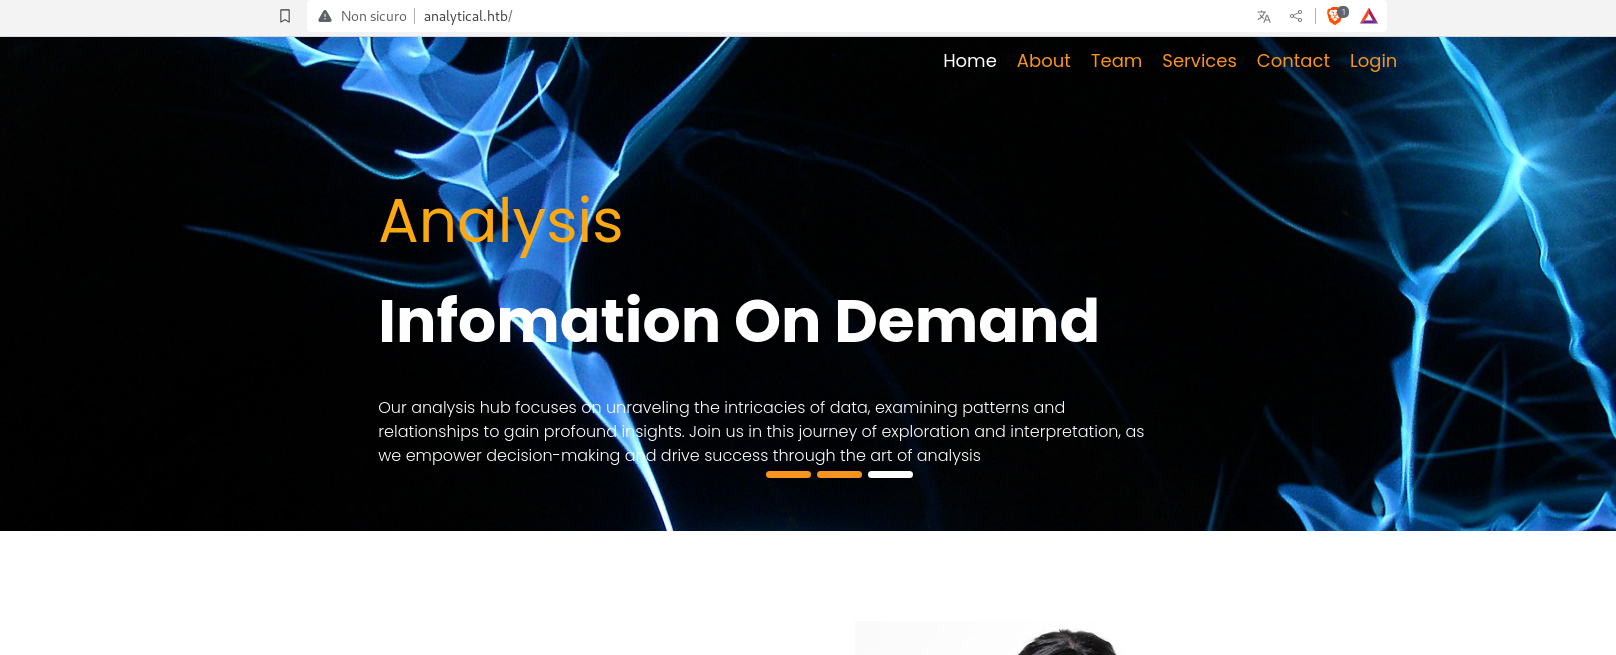 Non sicuro analytical.htb/
1
Home About Team Services Contact Login
Analysis
Infomation On Demand
Our analysis hub focuses on unraveling the intricacies of data, examining patterns and
relationships to gain profound insights. Join us in this journey of exploration and interpretation, as
we empower decision-making and drive success through the art of analysis